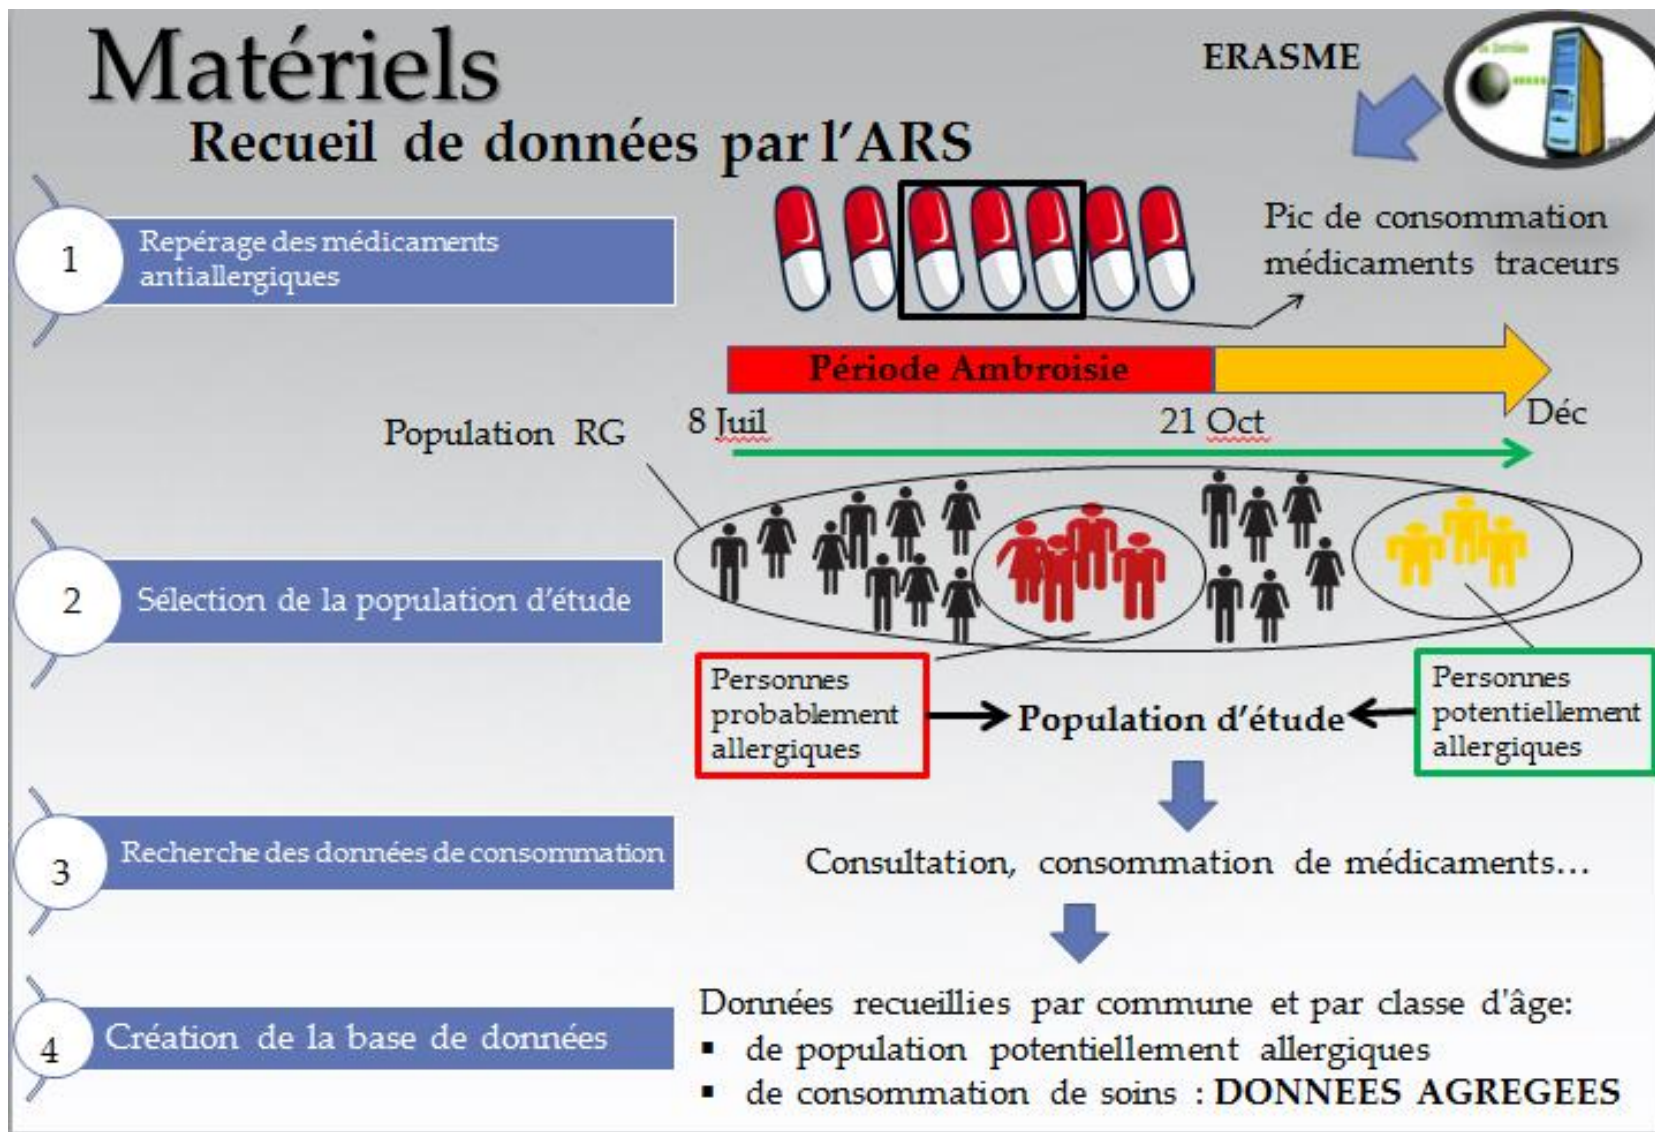 Matériels
Recueil de données par l'ARS
ERASME
1
Repérage des médicaments
antiallergiques
Pic de consommation
médicaments traceurs
Période Ambroisie
8 Juil
21 Oct
Déc
Population RG
2
Sélection de la population d'étude
Personnes
probablement
allergiques
Population d'étude
Personnes
potentiellement
allergiques
3
Recherche des données de consommation
Consultation, consommation de médicaments…
4
Création de la base de données
Données recueillies par commune et par classe d'âge:
▪ de population potentiellement allergiques
▪ de consommation de soins : DONNEES AGREGEES